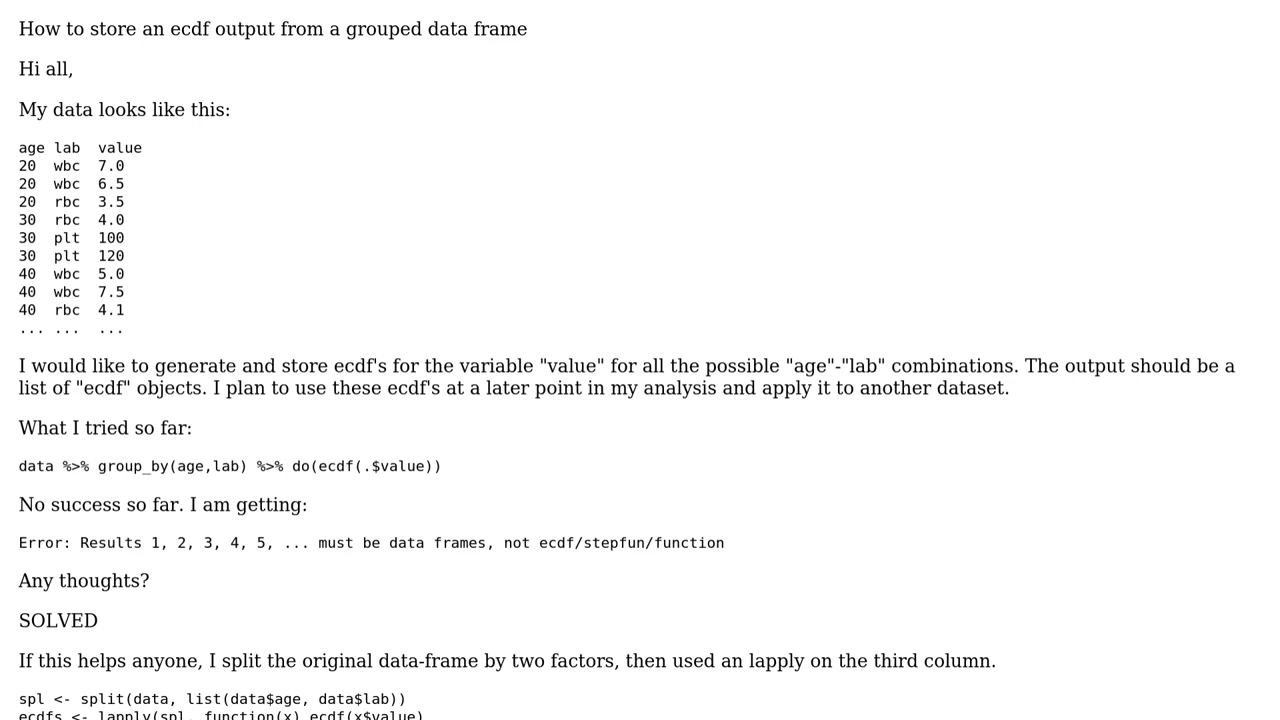 How to store an ecdf output from a grouped data frame
Hi all,
My data looks like this:
age lab  value
20  wbc  7.0
20  wbc  6.5
20  rbc  3.5
30  rbc  4.0
30  plt  100
30  plt  120
40  wbc  5.0
40  wbc  7.5
40  rbc  4.1
... ...  ...
I would like to generate and store ecdf's for the variable "value" for all the possible "age"-"lab" combinations. The output should be a
list of "ecdf" objects. I plan to use these ecdf's at a later point in my analysis and apply it to another dataset.
What I tried so far:
data %>% group_by(age,lab) %>% do(ecdf(.$value))
No success so far. I am getting:
Error: Results 1, 2, 3, 4, 5, ... must be data frames, not ecdf/stepfun/function
Any thoughts?
SOLVED
If this helps anyone, I split the original data-frame by two factors, then used an lapply on the third column.
spl <- split(data, list(data$age, data$lab))
ecdfs <- lapply(spl, function(x) ecdf(x$value)